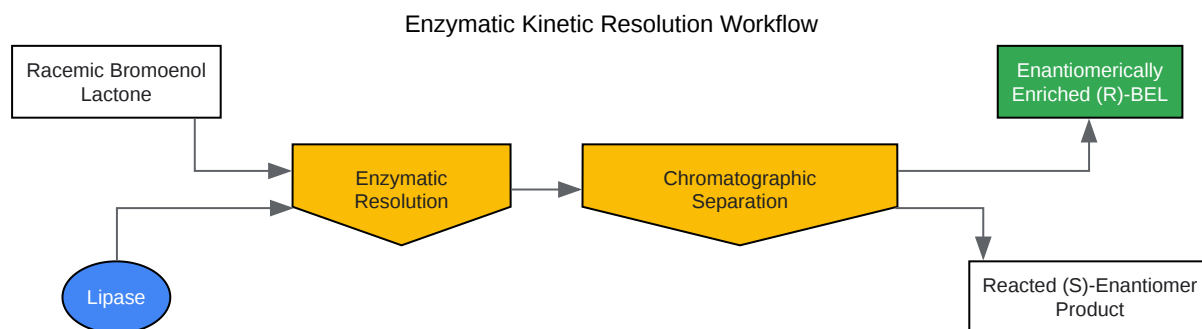 Enzymatic Kinetic Resolution Workflow
Racemic Bromoenol
Lactone
Enantiomerically
Enriched (R)-BEL
Enzymatic
Resolution
Chromatographic
Separation
Lipase
Reacted (S)-Enantiomer
Product